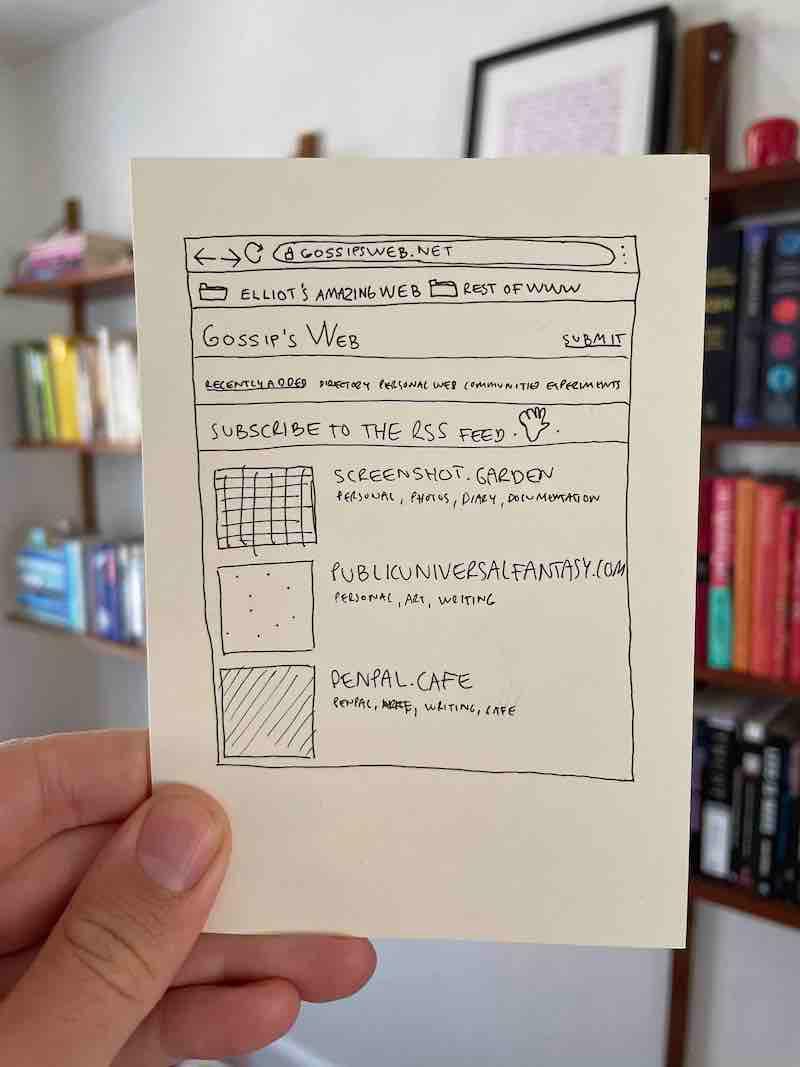 GOSSIPSWEB.NET
ELLIOT'S AMAZING WEB REST OF WWW
GOSSIP'S WEB SUBMIT
RECENTLY ADDED DIRECTORY PERSONAL WEB COMMUNITIES EXPERIMENTS
SUBSCRIBE TO THE RSS FEED.
SCREENSHOT.GARDEN
PERSONAL, PHOTOS, DIARY, DOCUMENTATION
PUBLICUNIVERSALFANTASY.COM
PERSONAL, ART, WRITING
PENPAL.CAFE
PENPAL, WRITING, CAFE